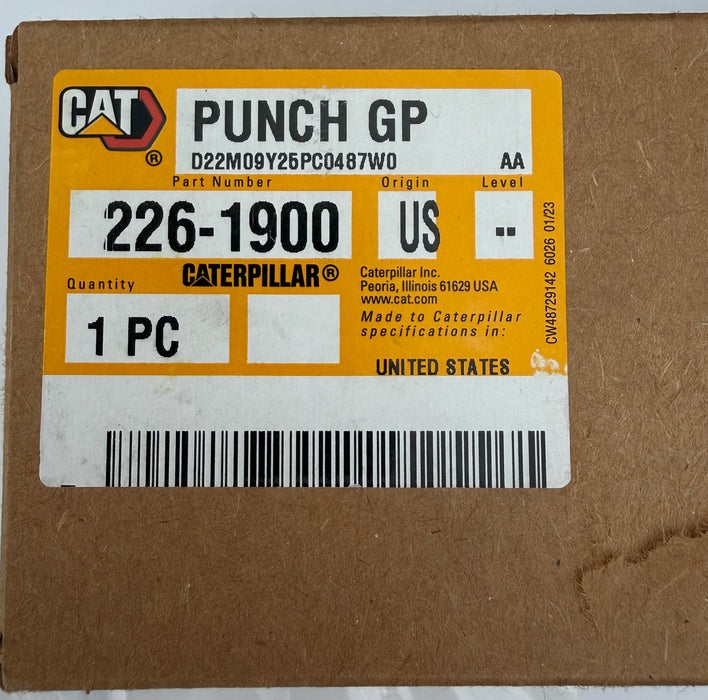 CAT
®
PUNCH GP
D22M09Y25PC0487W0 AA
Part Number Origin Level
226-1900 US --
Quantity CATERPILLAR®
1 PC
Caterpillar Inc.
Peoria, Illinois 61629 USA
www.cat.com
Made to Caterpillar
specifications in:
UNITED STATES
CW48729142 6026 01/23